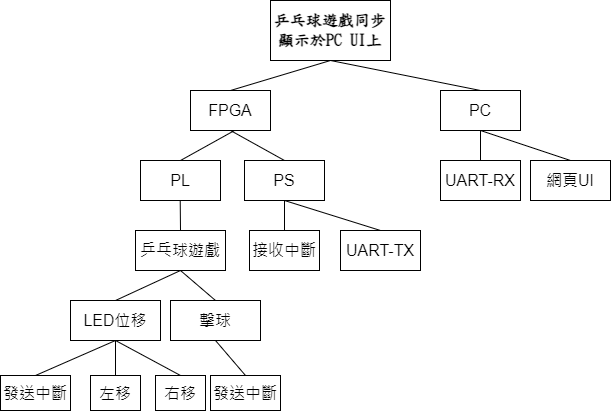 乒乓球遊戲同步
顯示於PC UI上
FPGA
PC
PL
PS
UART-RX
網頁UI
乒乓球遊戲
接收中斷
UART-TX
LED位移
擊球
發送中斷
左移
右移
發送中斷